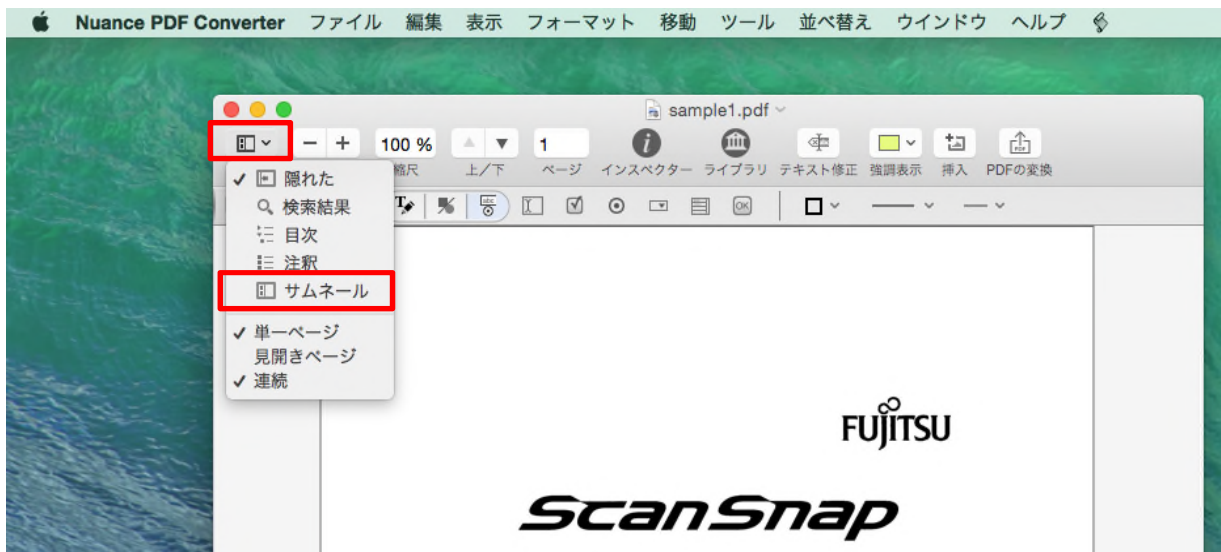 Nuance PDF Converter ファイル 編集 表示 フォーマット 移動 ツール 並べ替え ウインドウ ヘルプ
sample1.pdf
100 % 1
縮尺 上/下 ページ インスペクター ライブラリ テキスト修正 強調表示 挿入 PDFの変換
隠れた
検索結果
目次
注釈
サムネール
単一ページ
見開きページ
連続
OK
FUJITSU
ScanSnap